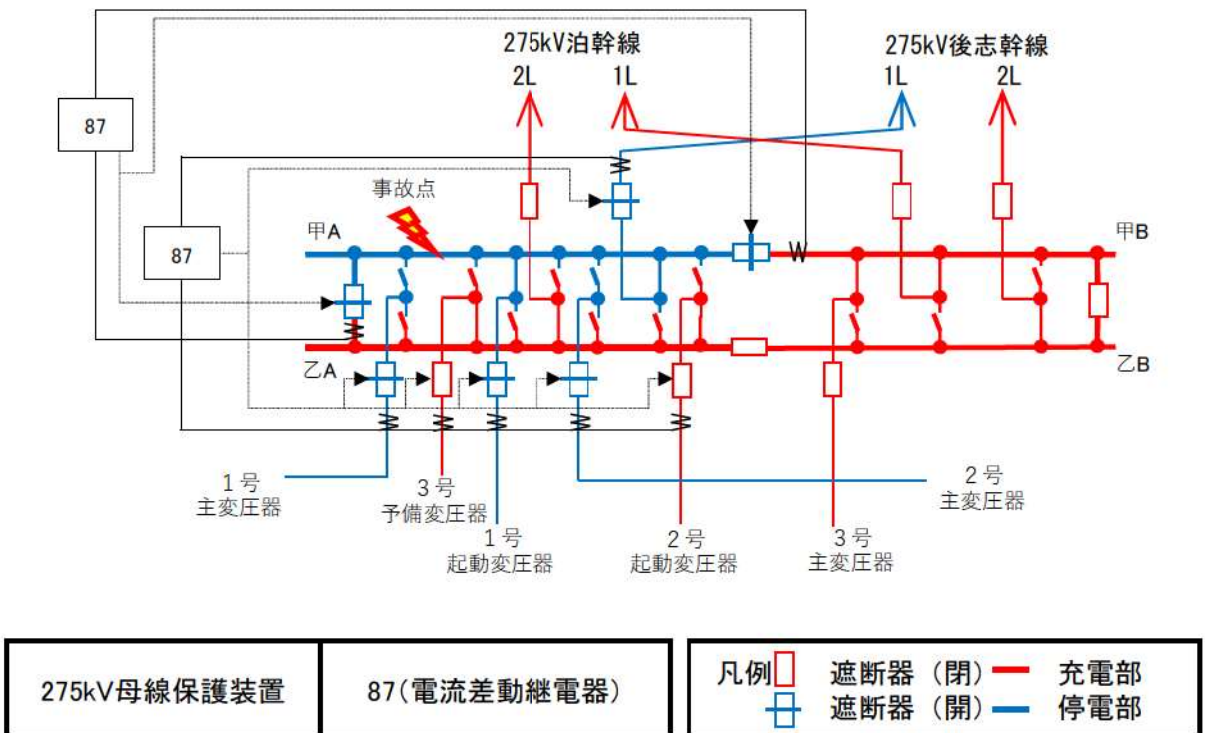 275kV泊幹線
275kV後志幹線
2L
1L
1L
2L
87
87
事故点
甲A
甲B
乙A
乙B
1号
主変圧器
3号
予備変圧器
1号
起動変圧器
2号
起動変圧器
3号
主変圧器
2号
主変圧器
275kV母線保護装置
87(電流差動継電器)
凡例
遮断器（閉）
充電部
遮断器（開）
停電部